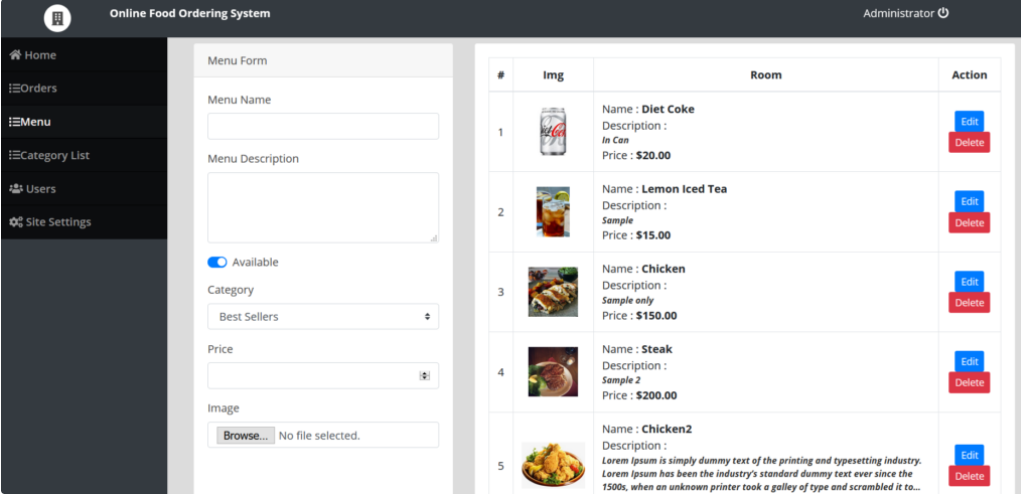 Online Food Ordering System
Administrator
Home
Orders
Menu
Category List
Users
Site Settings
Menu Form
Menu Name
Menu Description
Available
Category
Best Sellers
Price
Image
Browse... No file selected.
# Img Room Action
1
Name : Diet Coke
Description :
In Can
Price : $20.00
Edit
Delete
2
Name : Lemon Iced Tea
Description :
Sample
Price : $15.00
Edit
Delete
3
Name : Chicken
Description :
Sample only
Price : $150.00
Edit
Delete
4
Name : Steak
Description :
Sample 2
Price : $200.00
Edit
Delete
5
Name : Chicken2
Description :
Lorem Ipsum is simply dummy text of the printing and typesetting industry.
Lorem Ipsum has been the industry's standard dummy text ever since the
1500s, when an unknown printer took a galley of type and scrambled it to...
Edit
Delete